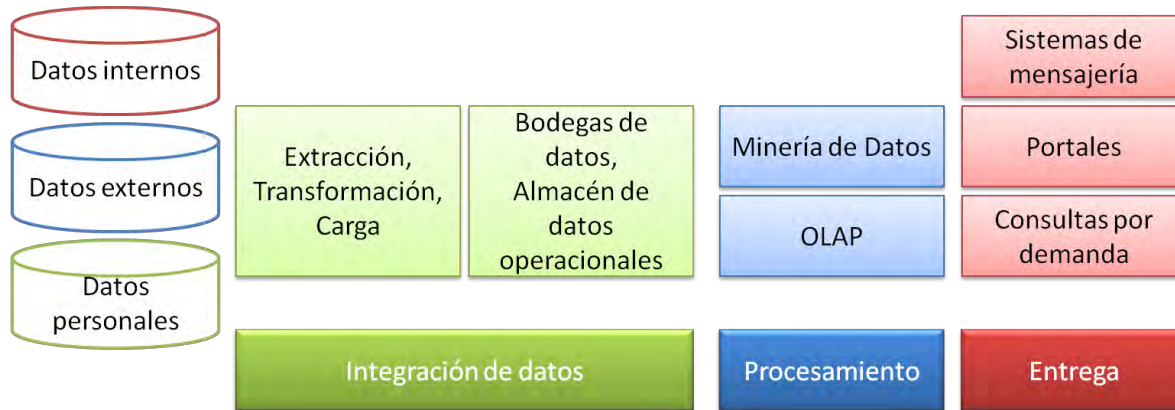 Datos internos
Datos externos
Datos
personales
Extracción,
Transformación,
Carga
Bodegas de
datos,
Almacén de
datos
operacionales
Integración de datos
Minería de Datos
OLAP
Procesamiento
Sistemas de
mensajería
Portales
Consultas por
demanda
Entrega